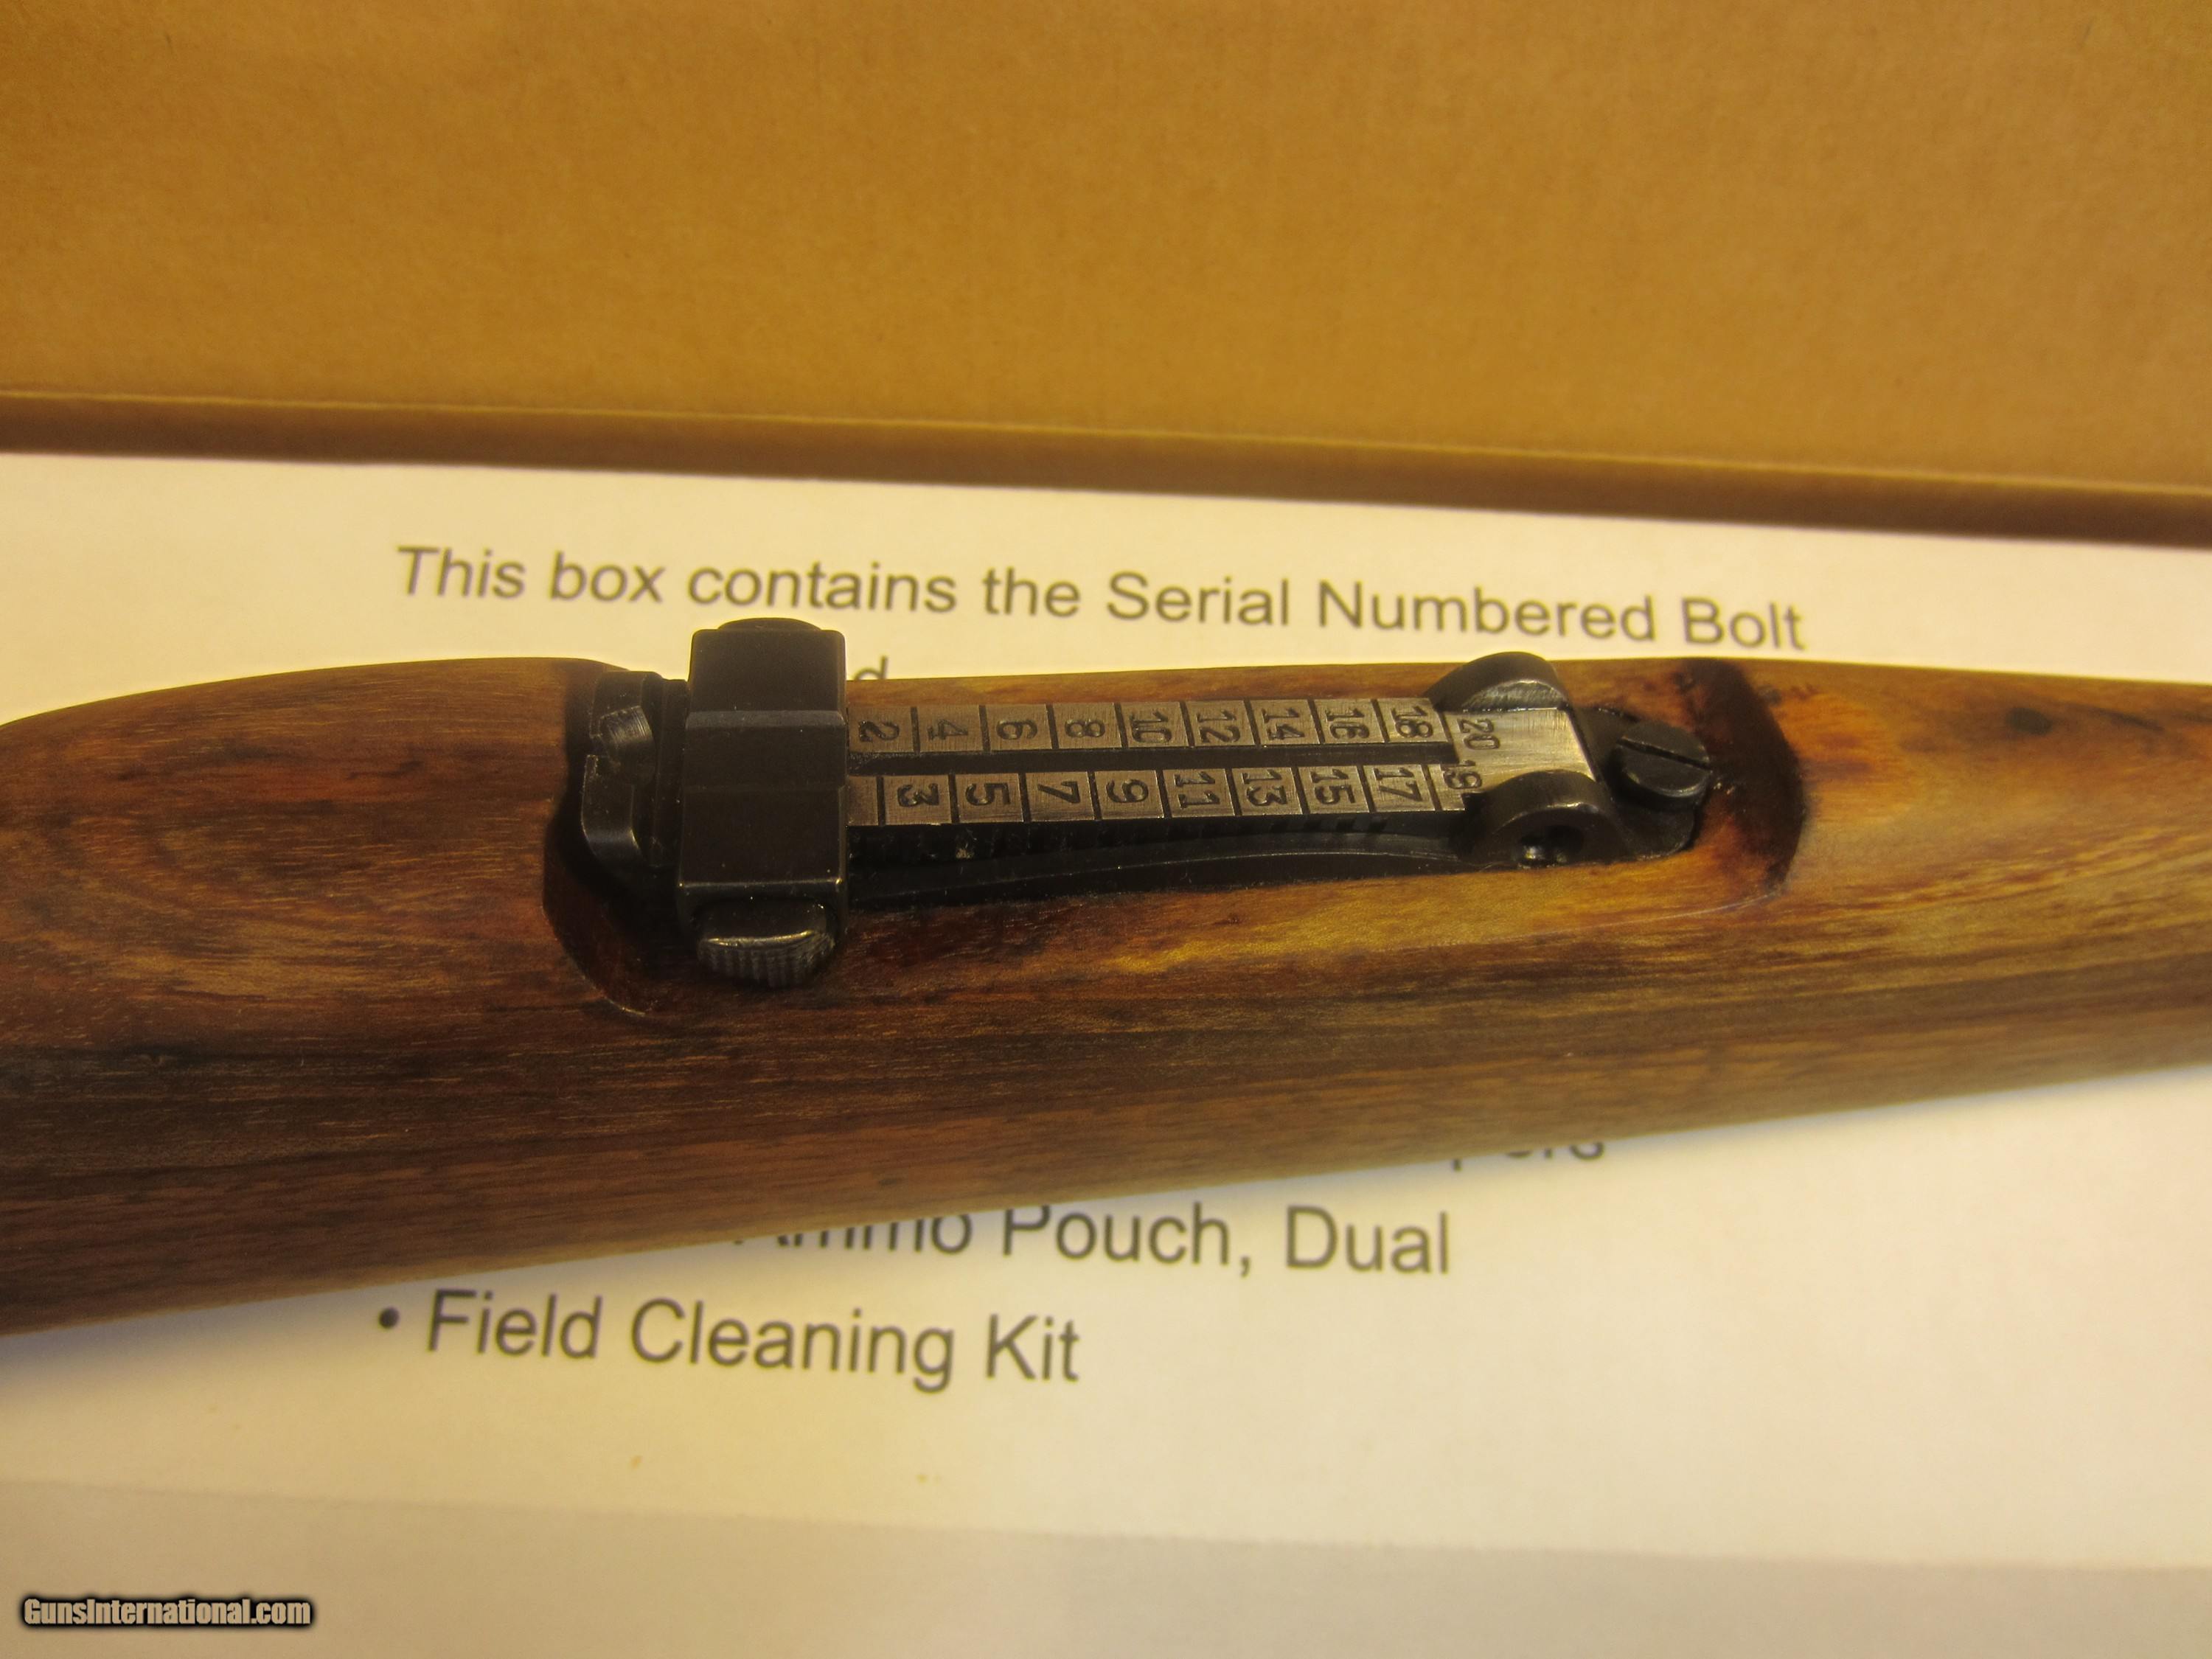 This box contains the Serial Numbered Bolt
2 4 6 8 10 12 14 16 18 20
3 5 7 9 11 13 15 17 19
Ammo Pouch, Dual
• Field Cleaning Kit
GunsInternational.com